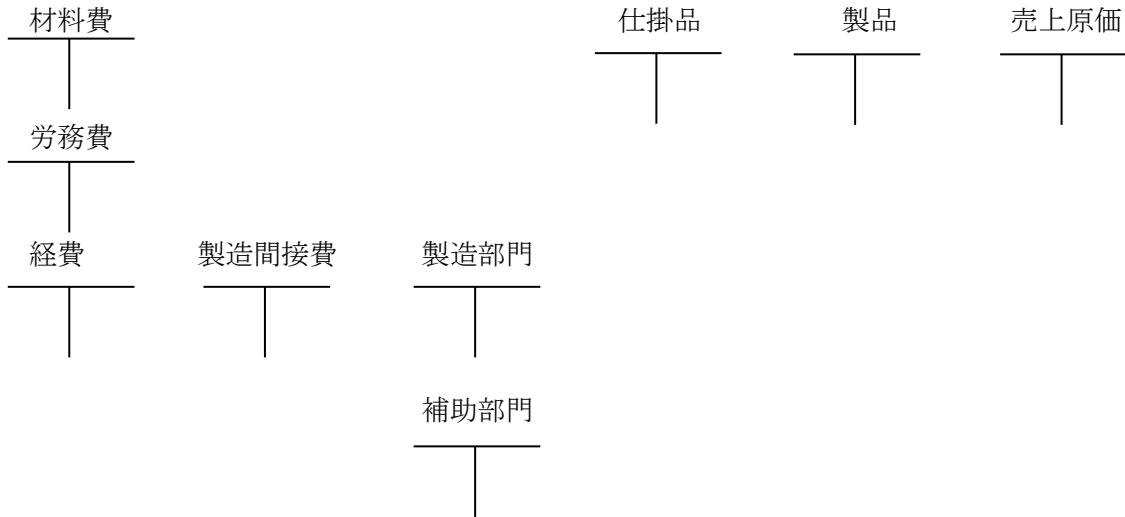 材料費
仕掛品
製品
売上原価
労務費
経費
製造間接費
製造部門
補助部門